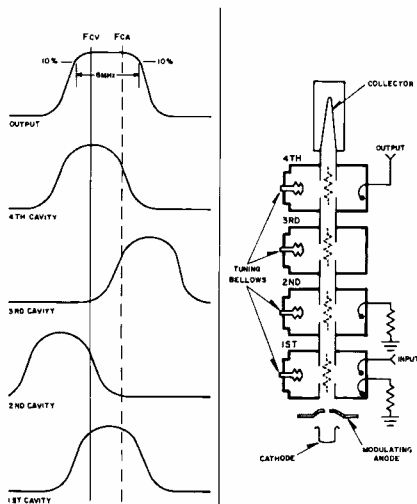 FCV FCA
10% 10%
6MHz
OUTPUT
4TH CAVITY
3RD CAVITY
2ND CAVITY
1ST CAVITY
COLLECTOR
OUTPUT
4TH
3RD
TUNING
BELLOWS
2ND
1ST
INPUT
MODULATING
ANODE
CATHODE